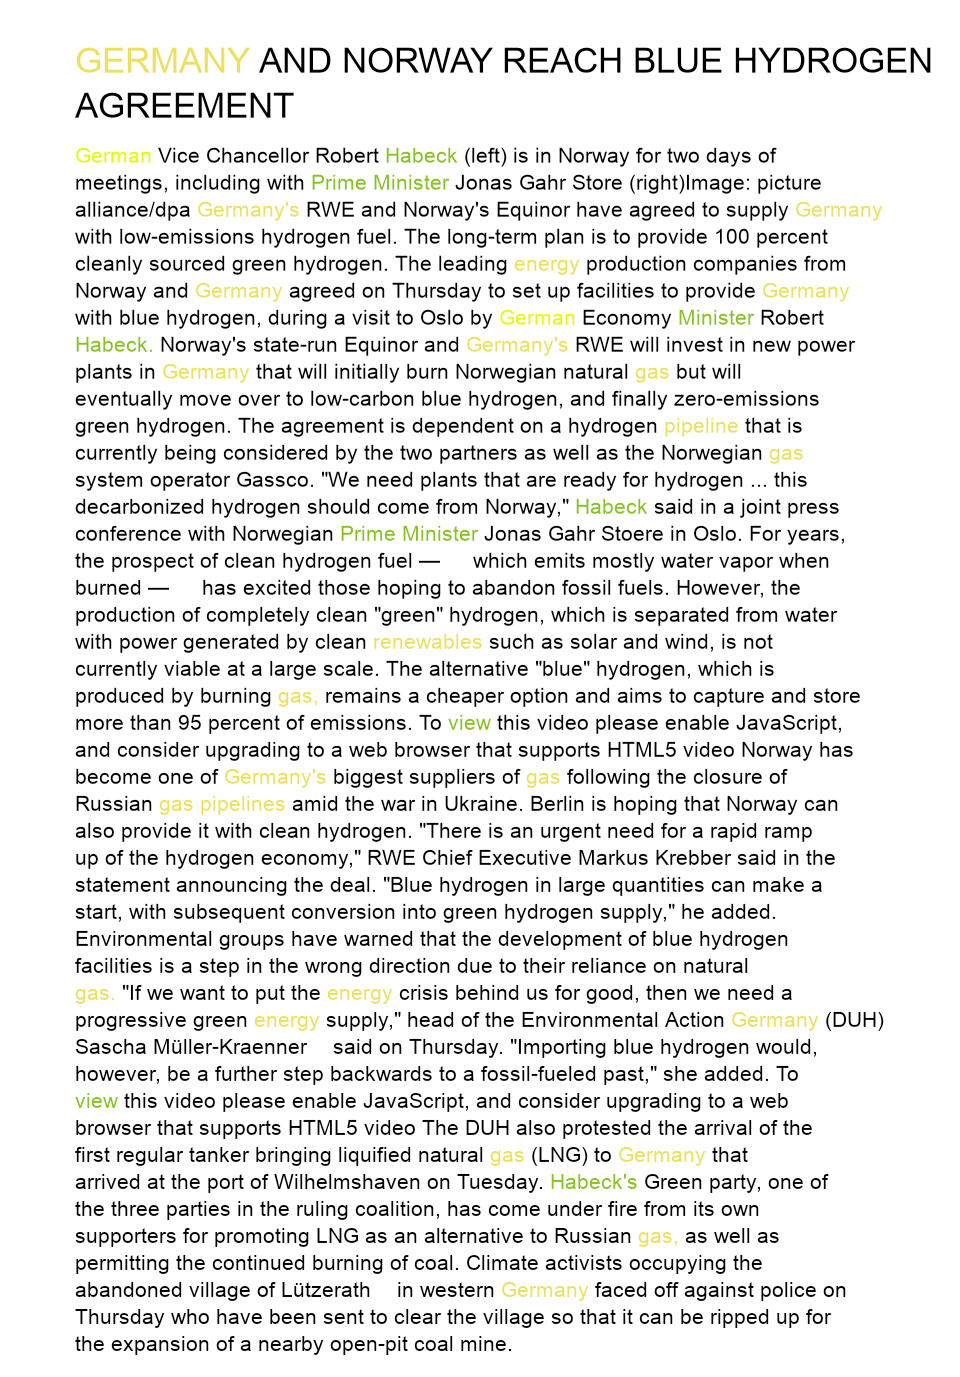 GERMANY AND NORWAY REACH BLUE HYDROGEN
AGREEMENT
German Vice Chancellor Robert Habeck (left) is in Norway for two days of
meetings, including with Prime Minister Jonas Gahr Store (right)Image: picture
alliance/dpa Germany's RWE and Norway's Equinor have agreed to supply Germany
with low-emissions hydrogen fuel. The long-term plan is to provide 100 percent
cleanly sourced green hydrogen. The leading energy production companies from
Norway and Germany agreed on Thursday to set up facilities to provide Germany
with blue hydrogen, during a visit to Oslo by German Economy Minister Robert
Habeck. Norway's state-run Equinor and Germany's RWE will invest in new power
plants in Germany that will initially burn Norwegian natural gas but will
eventually move over to low-carbon blue hydrogen, and finally zero-emissions
green hydrogen. The agreement is dependent on a hydrogen pipeline that is
currently being considered by the two partners as well as the Norwegian gas
system operator Gassco. "We need plants that are ready for hydrogen ... this
decarbonized hydrogen should come from Norway," Habeck said in a joint press
conference with Norwegian Prime Minister Jonas Gahr Stoere in Oslo. For years,
the prospect of clean hydrogen fuel — which emits mostly water vapor when
burned — has excited those hoping to abandon fossil fuels. However, the
production of completely clean "green" hydrogen, which is separated from water
with power generated by clean renewables such as solar and wind, is not
currently viable at a large scale. The alternative "blue" hydrogen, which is
produced by burning gas, remains a cheaper option and aims to capture and store
more than 95 percent of emissions. To view this video please enable JavaScript,
and consider upgrading to a web browser that supports HTML5 video Norway has
become one of Germany's biggest suppliers of gas following the closure of
Russian gas pipelines amid the war in Ukraine. Berlin is hoping that Norway can
also provide it with clean hydrogen. "There is an urgent need for a rapid ramp
up of the hydrogen economy," RWE Chief Executive Markus Krebber said in the
statement announcing the deal. "Blue hydrogen in large quantities can make a
start, with subsequent conversion into green hydrogen supply," he added.
Environmental groups have warned that the development of blue hydrogen
facilities is a step in the wrong direction due to their reliance on natural
gas. "If we want to put the energy crisis behind us for good, then we need a
progressive green energy supply," head of the Environmental Action Germany (DUH)
Sascha Müller-Kraenner said on Thursday. "Importing blue hydrogen would,
however, be a further step backwards to a fossil-fueled past," she added. To
view this video please enable JavaScript, and consider upgrading to a web
browser that supports HTML5 video The DUH also protested the arrival of the
first regular tanker bringing liquified natural gas (LNG) to Germany that
arrived at the port of Wilhelmshaven on Tuesday. Habeck's Green party, one of
the three parties in the ruling coalition, has come under fire from its own
supporters for promoting LNG as an alternative to Russian gas, as well as
permitting the continued burning of coal. Climate activists occupying the
abandoned village of Lützerath in western Germany faced off against police on
Thursday who have been sent to clear the village so that it can be ripped up for
the expansion of a nearby open-pit coal mine.